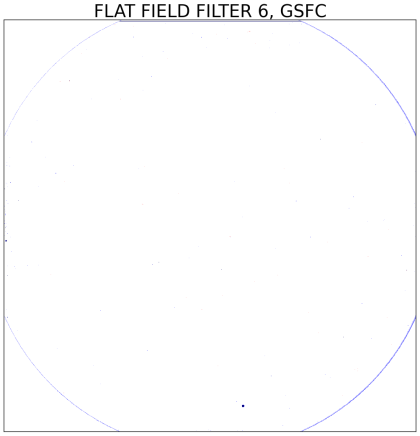 FLAT FIELD FILTER 6, GSFC